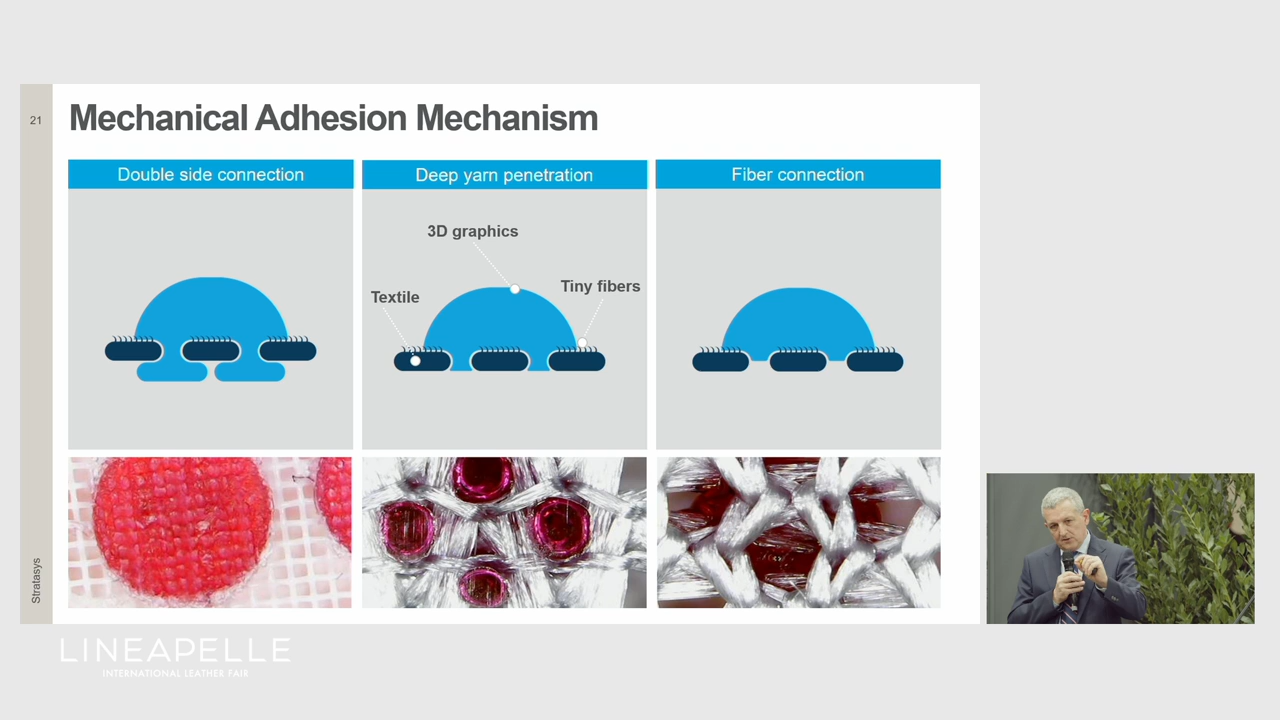 21
Mechanical Adhesion Mechanism
Double side connection
Deep yarn penetration
Fiber connection
3D graphics
Tiny fibers
Textile
Stratasys
LINEAPELLE
INTERNATIONAL LEATHER FAIR